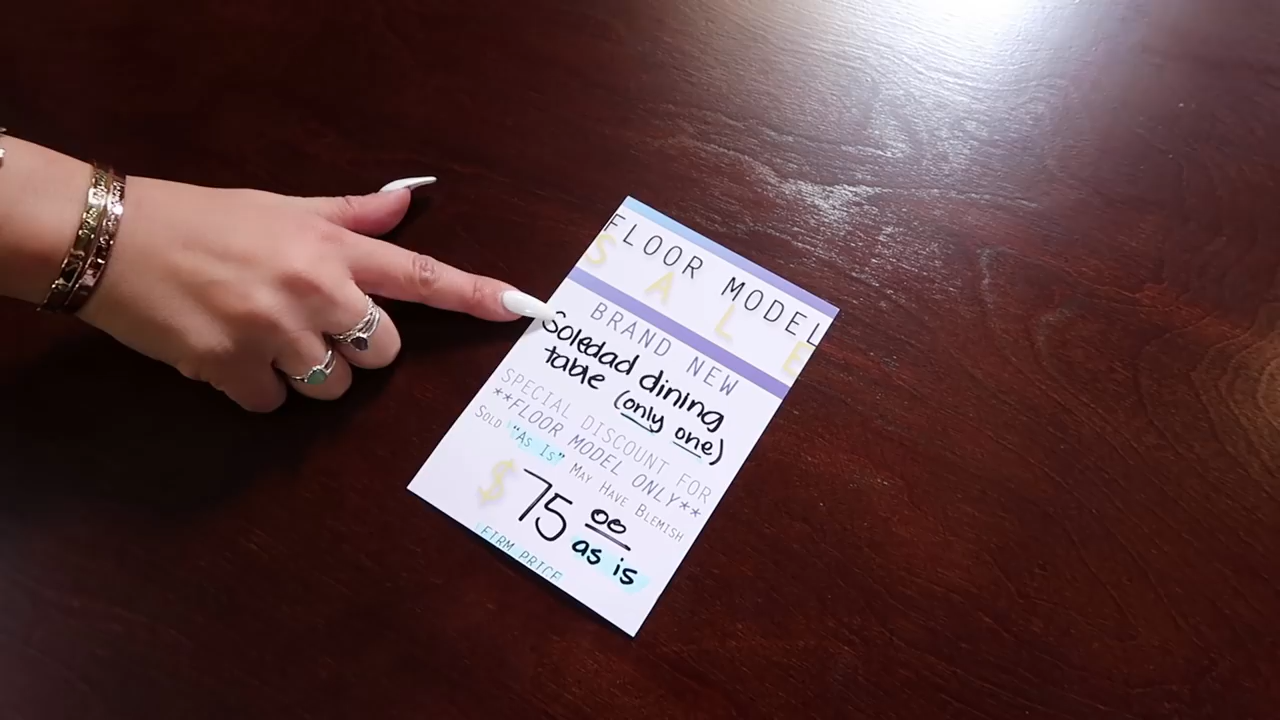 FLOOR MODEL
SALE
BRAND NEW
Soledad dining
table (only one)
SPECIAL DISCOUNT FOR
**FLOOR MODEL ONLY**
SOLD "AS IS" MAY HAVE BLEMISH
$75 00
as is
FIRM PRICE